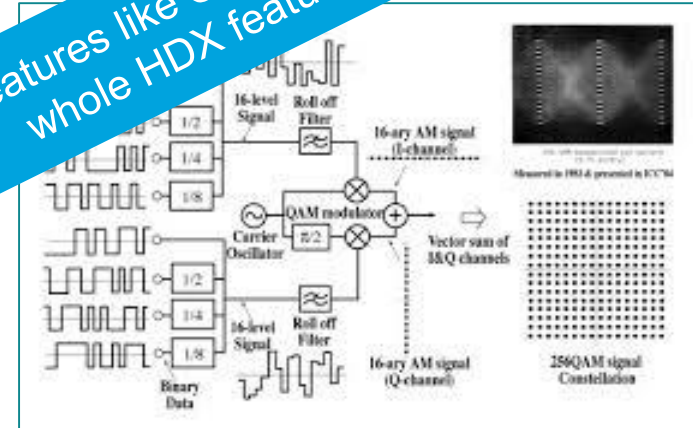 whole HDX
16-level
Signal
Roll off
Filter
16-ary AM signal
(I-channel)
1/2
1/4
1/8
QAM modulator
Carrier
Oscillator
π/2
Vector sum of
I&Q channels
Measured in 1983 & presented in ICC'84
1/2
1/4
1/8
16-level
Signal
Roll off
Filter
16-ary AM signal
(Q-channel)
Binary
Data
256QAM signal
Constellation